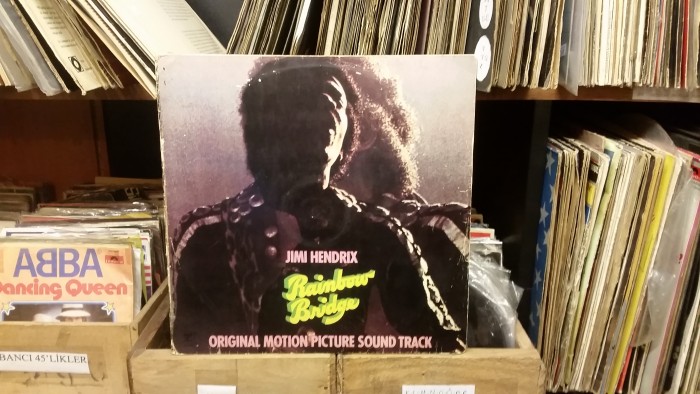 JIMI HENDRIX
Rainbow
Bridge
ORIGINAL MOTION PICTURE SOUND TRACK
ABBA
Dancing Queen
BANCI 45'LİKLER